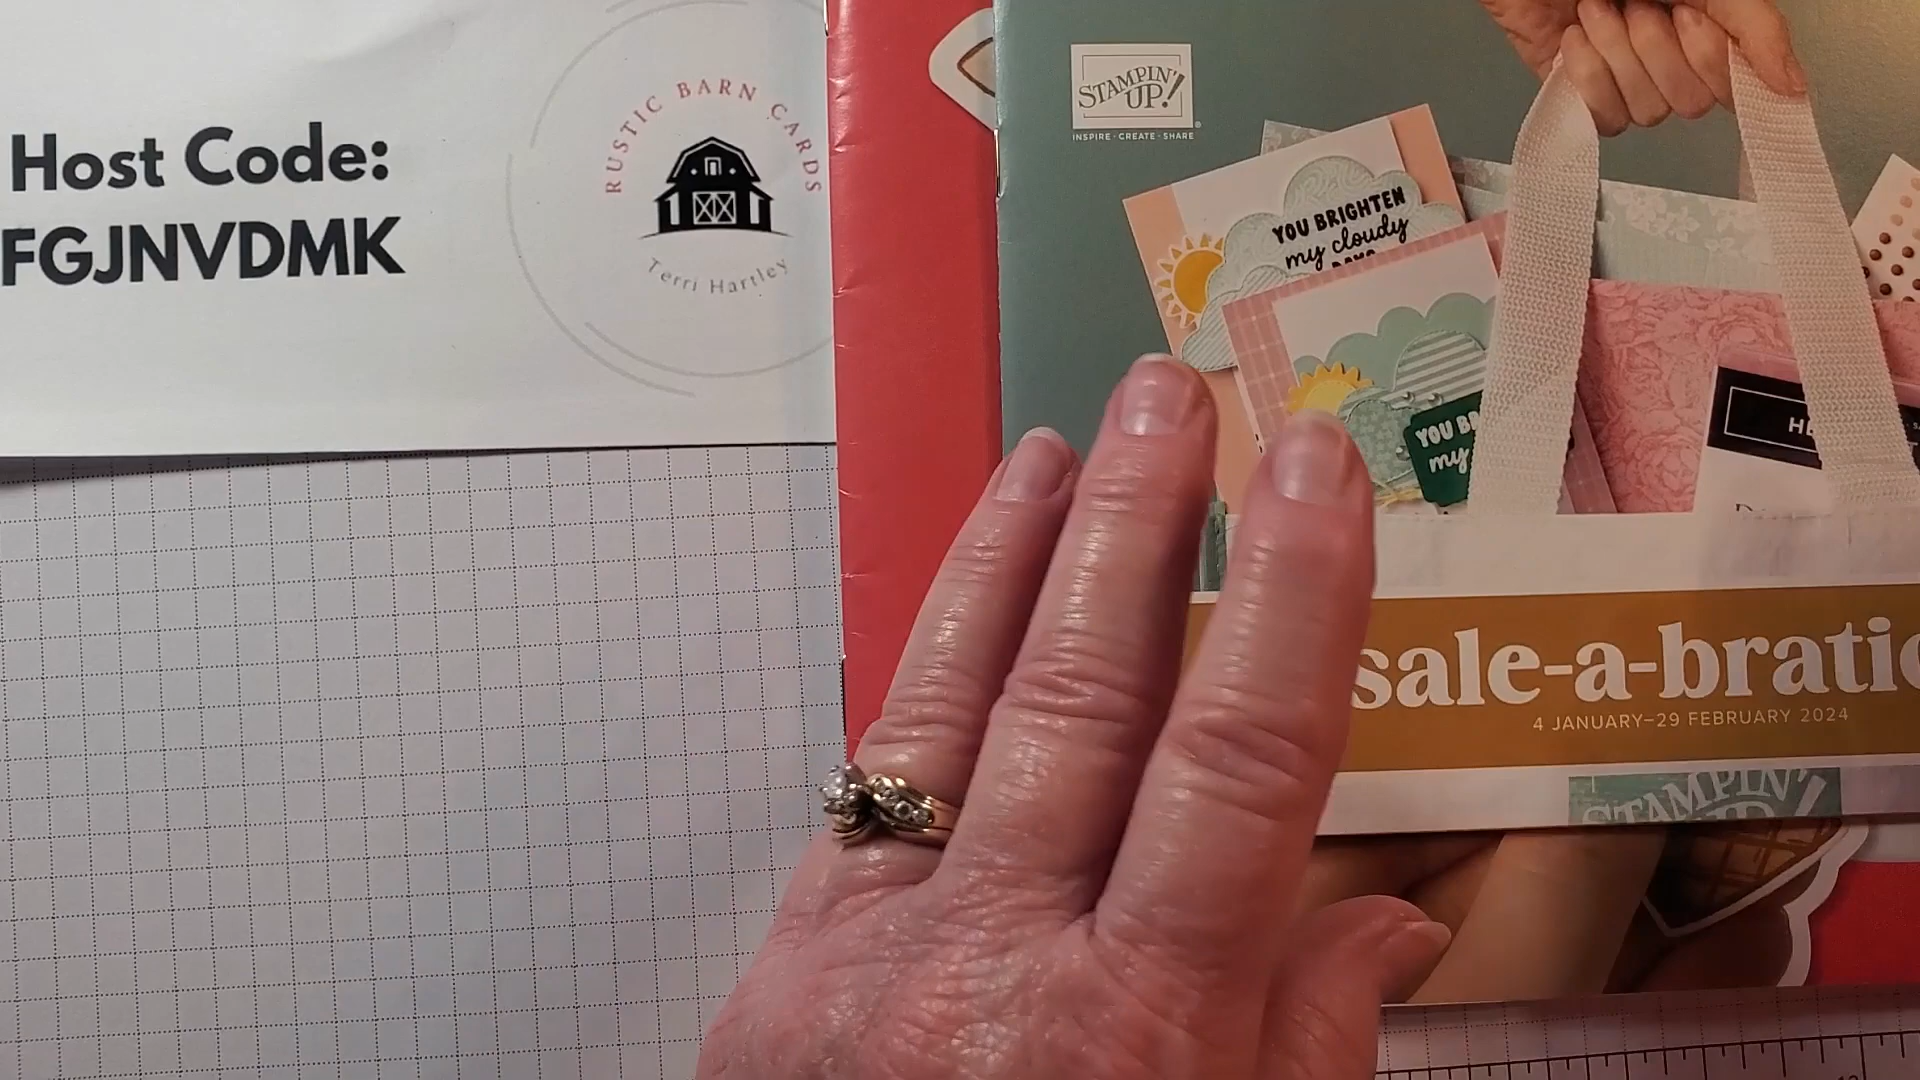 Host Code:
FGJNVDMK
RUSTIC BARN CARDS
Terri Hartley
STAMPIN' UP!
INSPIRE · CREATE · SHARE
YOU BRIGHTEN
my cloudy
my
sale-a-bratio
4 JANUARY–29 FEBRUARY 2024
STAMPIN'